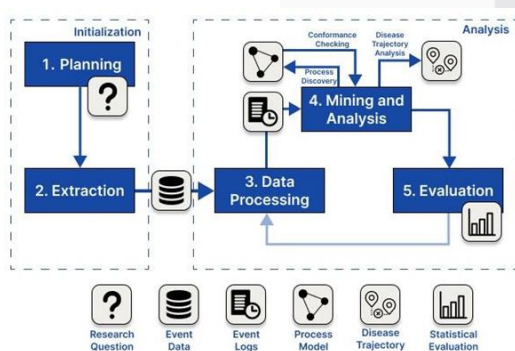 Initialization
Analysis
1. Planning
?
Conformance
Checking
Disease
Trajectory
Analysis
Process
Discovery
4. Mining and
Analysis
2. Extraction
3. Data
Processing
5. Evaluation
?
Research
Question
Event
Data
Event
Logs
Process
Model
Disease
Trajectory
Statistical
Evaluation